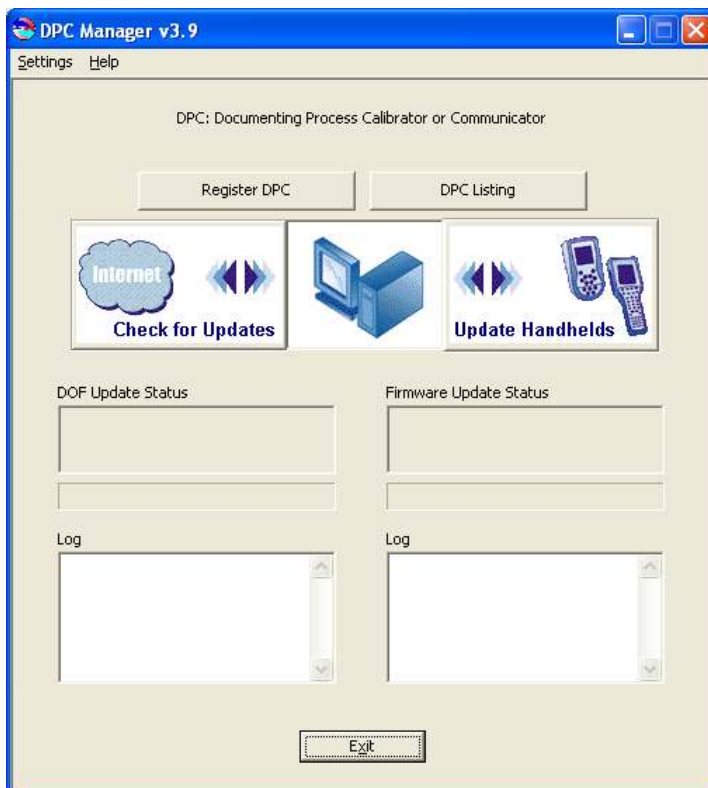 DPC Manager v3.9
Settings Help
DPC: Documenting Process Calibrator or Communicator
Register DPC DPC Listing
Internet
Check for Updates Update Handhelds
DOF Update Status Firmware Update Status
Log Log
Exit